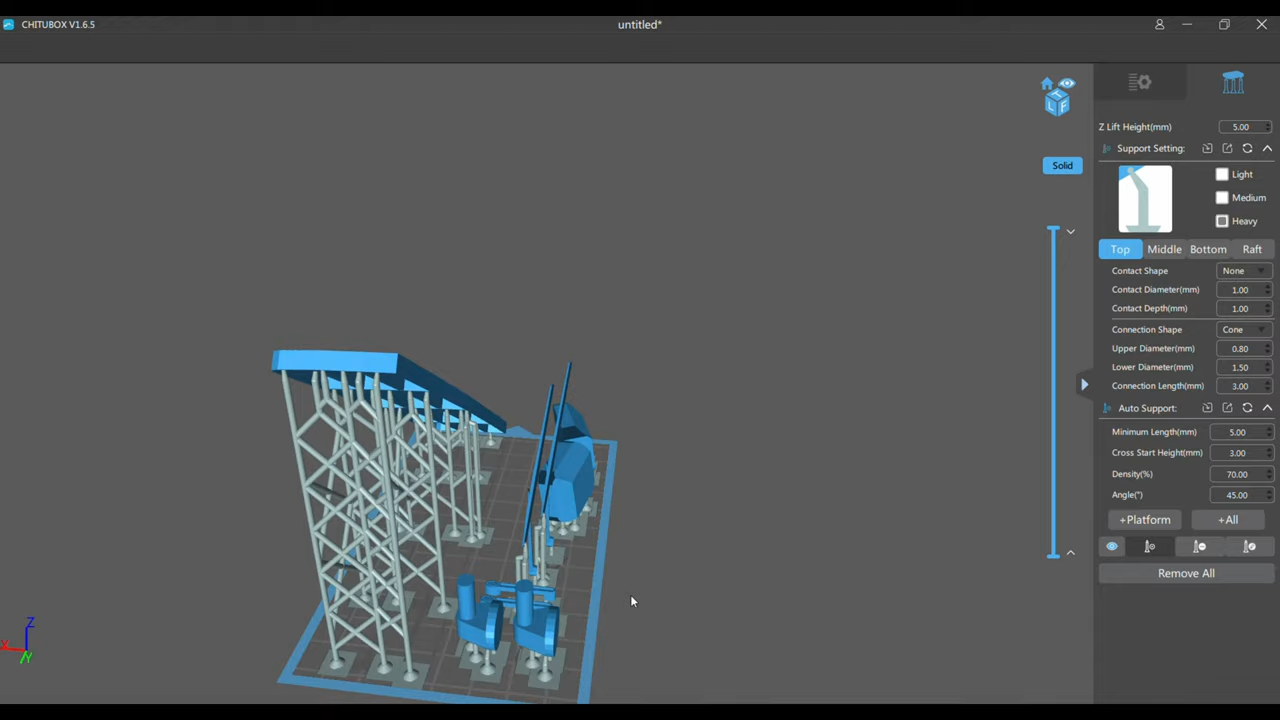 CHITUBOX V1.6.5
untitled*
T
L F
Z Lift Height(mm) 5.00
Support Setting:
Solid
Light
Medium
Heavy
Top Middle Bottom Raft
Contact Shape None
Contact Diameter(mm) 1.00
Contact Depth(mm) 1.00
Connection Shape Cone
Upper Diameter(mm) 0.80
Lower Diameter(mm) 1.50
Connection Length(mm) 3.00
Auto Support:
Minimum Length(mm) 5.00
Cross Start Height(mm) 3.00
Density(%) 70.00
Angle(°) 45.00
+Platform +All
Remove All
Z
X
Y